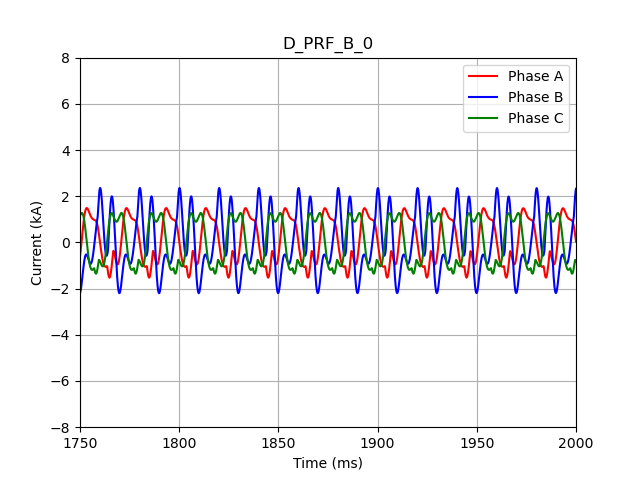 D_PRF_B_0
Phase A
Phase B
Phase C
Current (kA)
8
6
4
2
0
−2
−4
−6
−8
1750
1800
1850
1900
1950
2000
Time (ms)